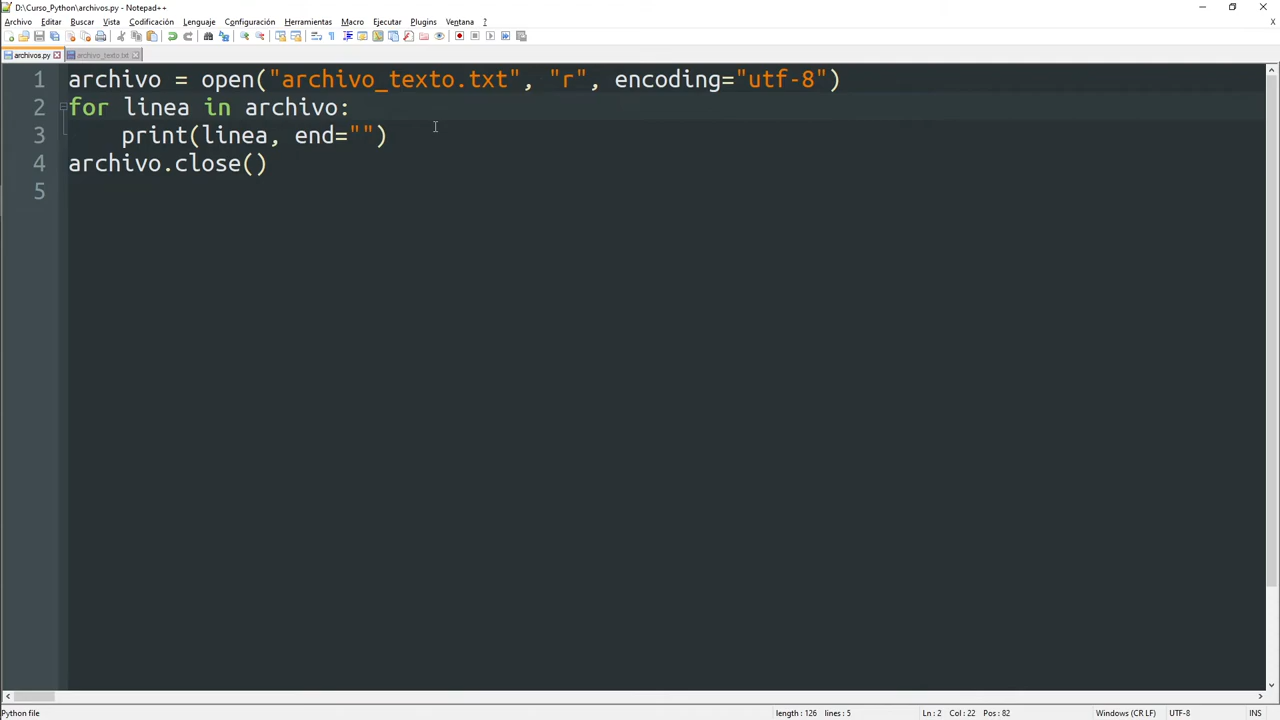 D:\Curso_Python\archivos.py - Notepad++
Archivo Editar Buscar Vista Codificación Lenguaje Configuración Herramientas Macro Ejecutar Plugins Ventana ?
archivos.py archivo_texto.txt
1 archivo = open("archivo_texto.txt", "r", encoding="utf-8")
2 for linea in archivo:
3     print(linea, end="")
4 archivo.close()
5
Python file length : 126 lines : 5 Ln : 2 Col : 22 Pos : 82 Windows (CR LF) UTF-8 INS